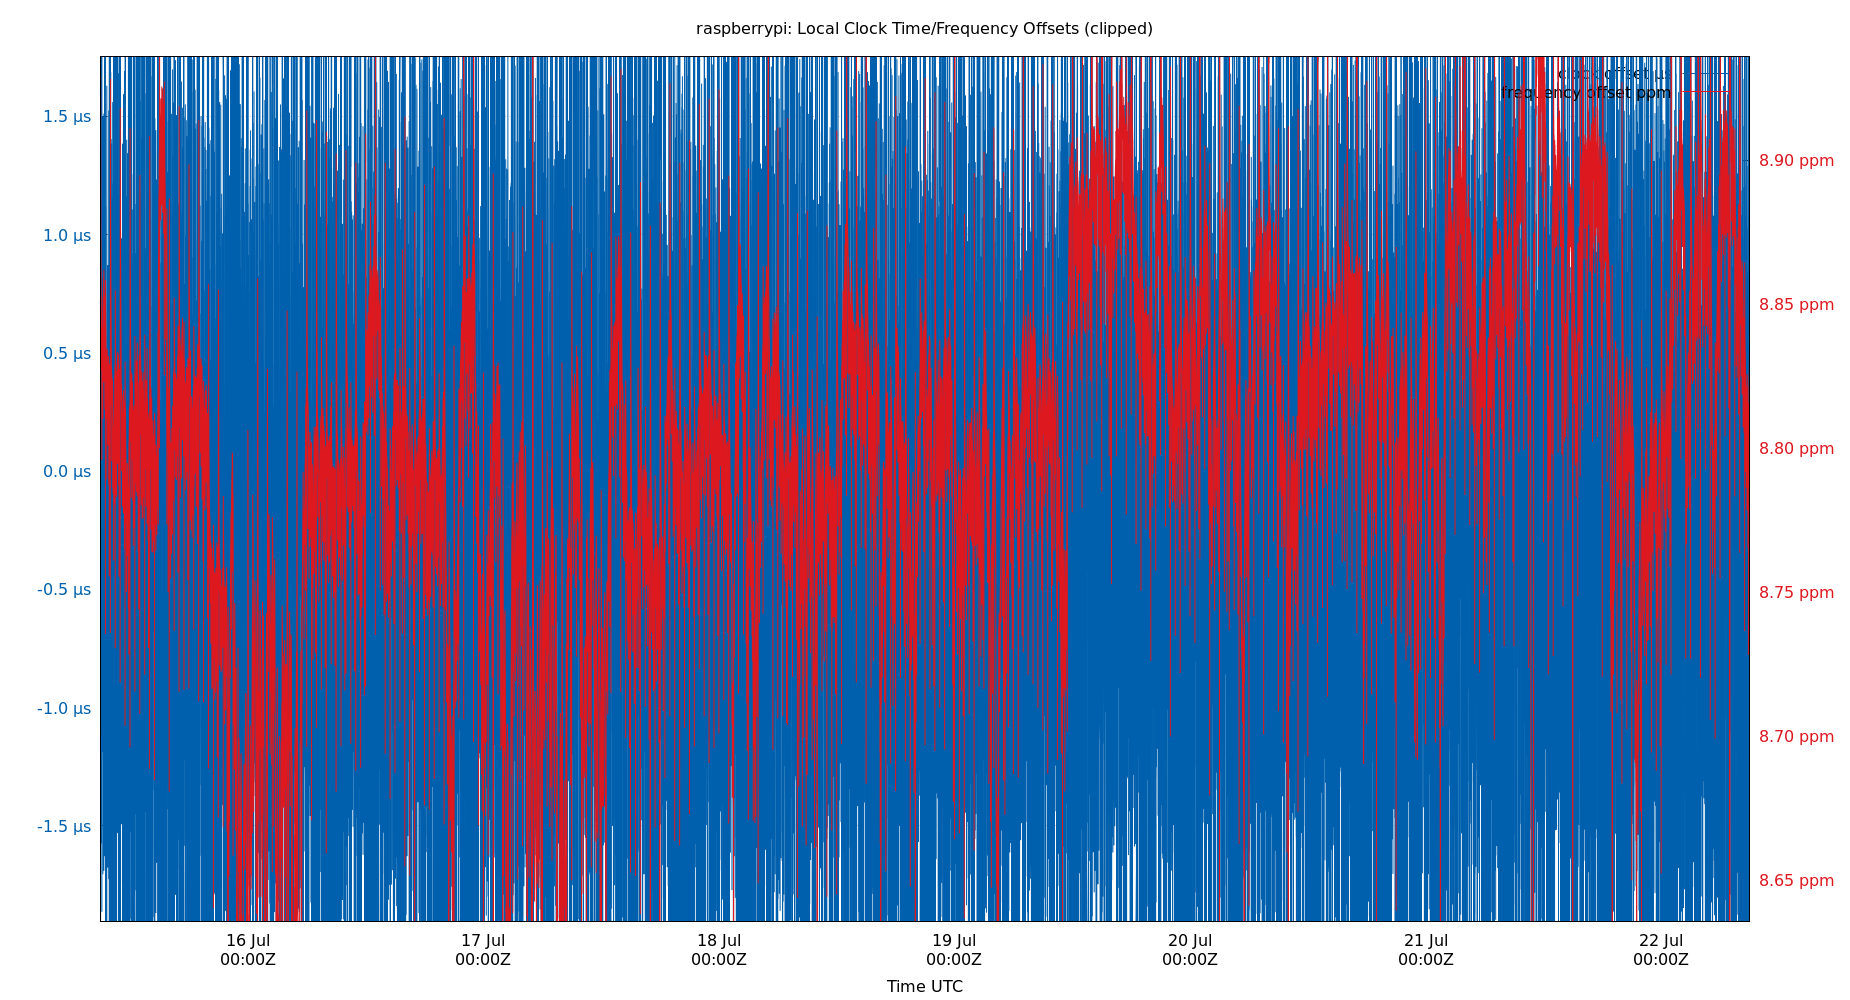 raspberrypi: Local Clock Time/Frequency Offsets (clipped)
clock offset µs
frequency offset ppm
1.5 µs
1.0 µs
0.5 µs
0.0 µs
-0.5 µs
-1.0 µs
-1.5 µs
8.90 ppm
8.85 ppm
8.80 ppm
8.75 ppm
8.70 ppm
8.65 ppm
16 Jul 17 Jul 18 Jul 19 Jul 20 Jul 21 Jul 22 Jul
00:00Z 00:00Z 00:00Z 00:00Z 00:00Z 00:00Z 00:00Z
Time UTC